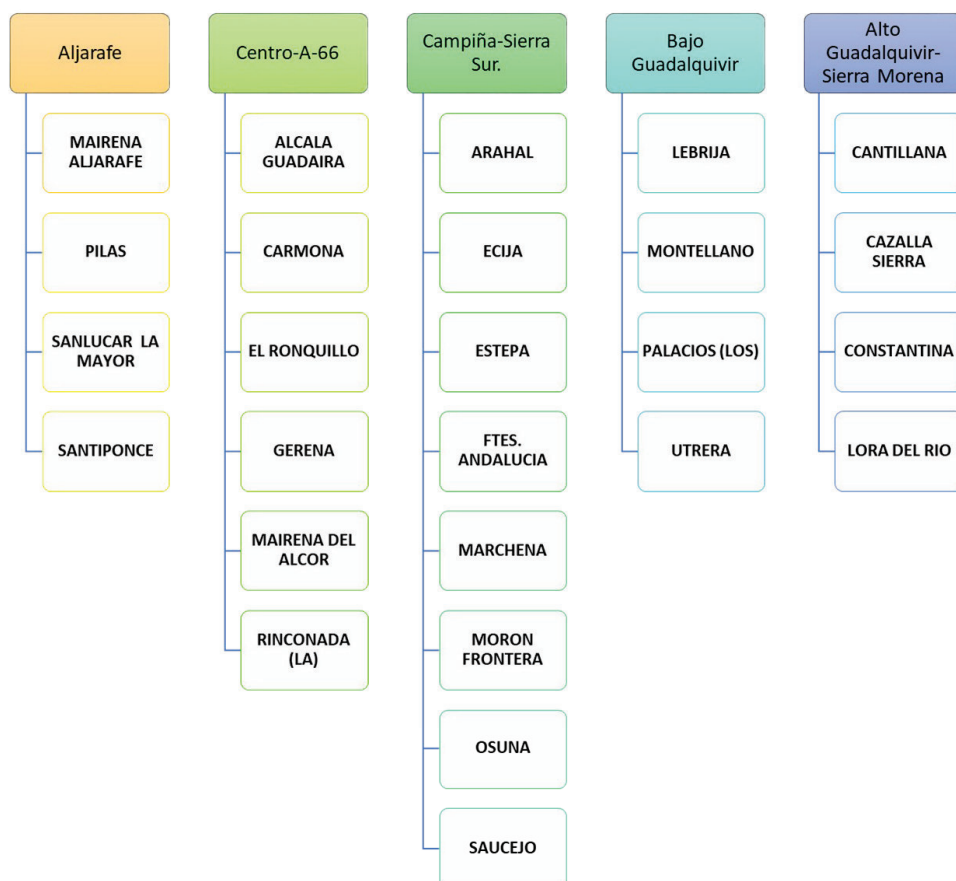 Aljarafe
MAIRENA
ALJARAFE
PILAS
SANLUCAR LA
MAYOR
SANTIPONCE
Centro-A-66
ALCALA
GUADAIRA
CARMONA
EL RONQUILLO
GERENA
MAIRENA DEL
ALCOR
RINCONADA
(LA)
Campiña-Sierra
Sur.
ARAHAL
ECIJA
ESTEPA
FTES.
ANDALUCIA
MARCHENA
MORON
FRONTERA
OSUNA
SAUCEJO
Bajo
Guadalquivir
LEBRIJA
MONTELLANO
PALACIOS (LOS)
UTRERA
Alto
Guadalquivir-
Sierra Morena
CANTILLANA
CAZALLA
SIERRA
CONSTANTINA
LORA DEL RIO